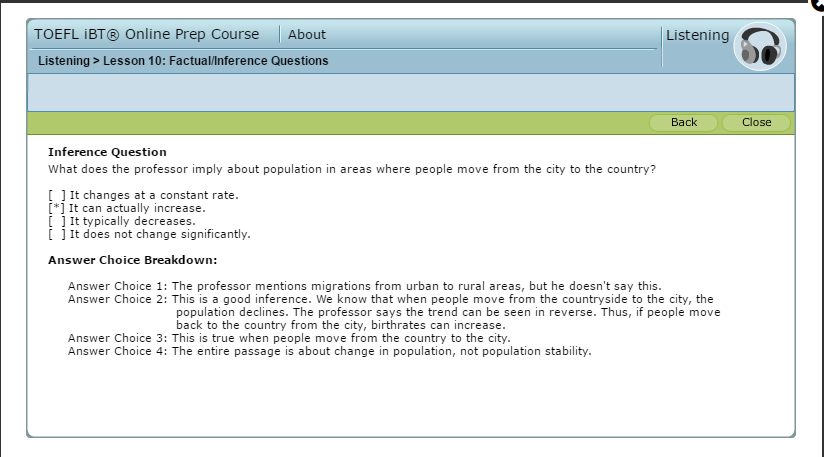 TOEFL iBT® Online Prep Course About
Listening
Listening > Lesson 10: Factual/Inference Questions
Back Close
Inference Question
What does the professor imply about population in areas where people move from the city to the country?
[ ] It changes at a constant rate.
[*] It can actually increase.
[ ] It typically decreases.
[ ] It does not change significantly.
Answer Choice Breakdown:
Answer Choice 1: The professor mentions migrations from urban to rural areas, but he doesn't say this.
Answer Choice 2: This is a good inference. We know that when people move from the countryside to the city, the
population declines. The professor says the trend can be seen in reverse. Thus, if people move
back to the country from the city, birthrates can increase.
Answer Choice 3: This is true when people move from the country to the city.
Answer Choice 4: The entire passage is about change in population, not population stability.